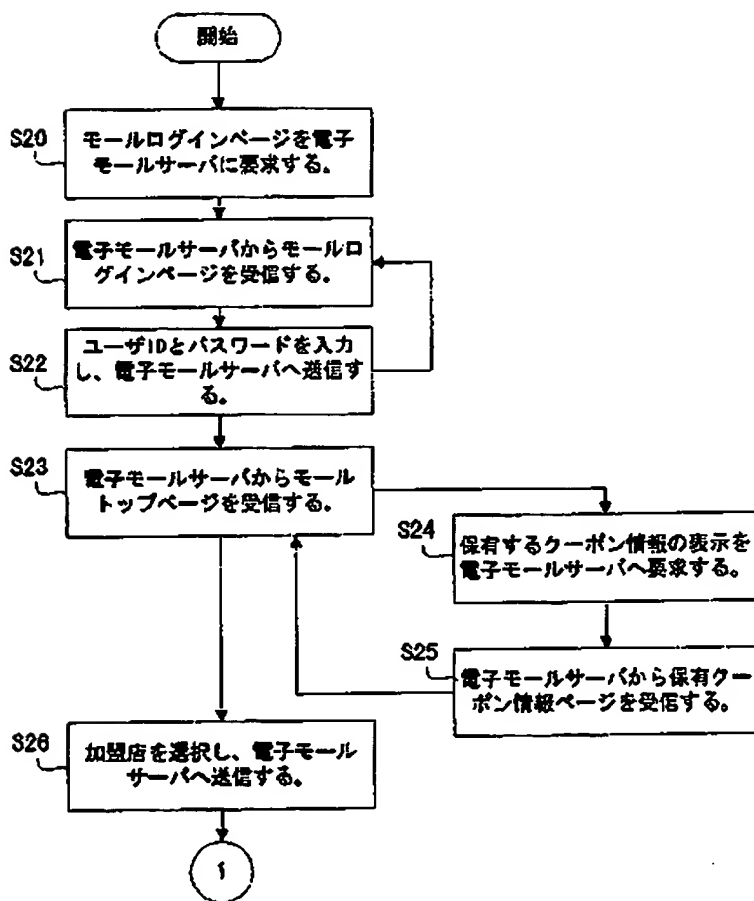 開始
S20
モールログインページを電子
モールサーバに要求する。
S21
電子モールサーバからモールロ
グインページを受信する。
S22
ユーザIDとパスワードを入力
し、電子モールサーバへ送信す
る。
S23
電子モールサーバからモール
トップページを受信する。
S24
保有するクーポン情報の表示を
電子モールサーバへ要求する。
S25
電子モールサーバから保有クー
ポン情報ページを受信する。
S26
加盟店を選択し、電子モール
サーバへ送信する。